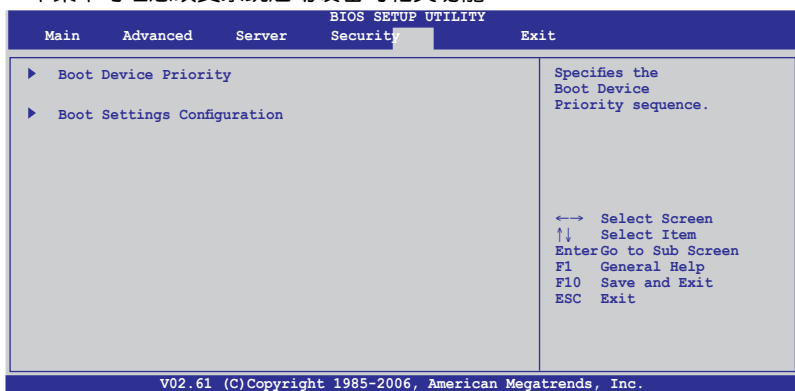 BIOS SETUP UTILITY
Main Advanced Server Security Exit
Boot Device Priority
Boot Settings Configuration
Specifies the
Boot Device
Priority sequence.
←→ Select Screen
↑↓ Select Item
Enter Go to Sub Screen
F1 General Help
F10 Save and Exit
ESC Exit
V02.61 (C)Copyright 1985-2006, American Megatrends, Inc.